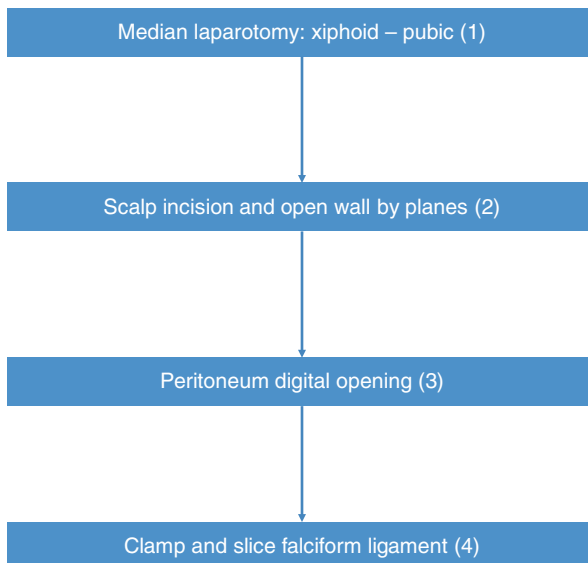 Median laparotomy: xiphoid – pubic (1)
Scalp incision and open wall by planes (2)
Peritoneum digital opening (3)
Clamp and slice falciform ligament (4)